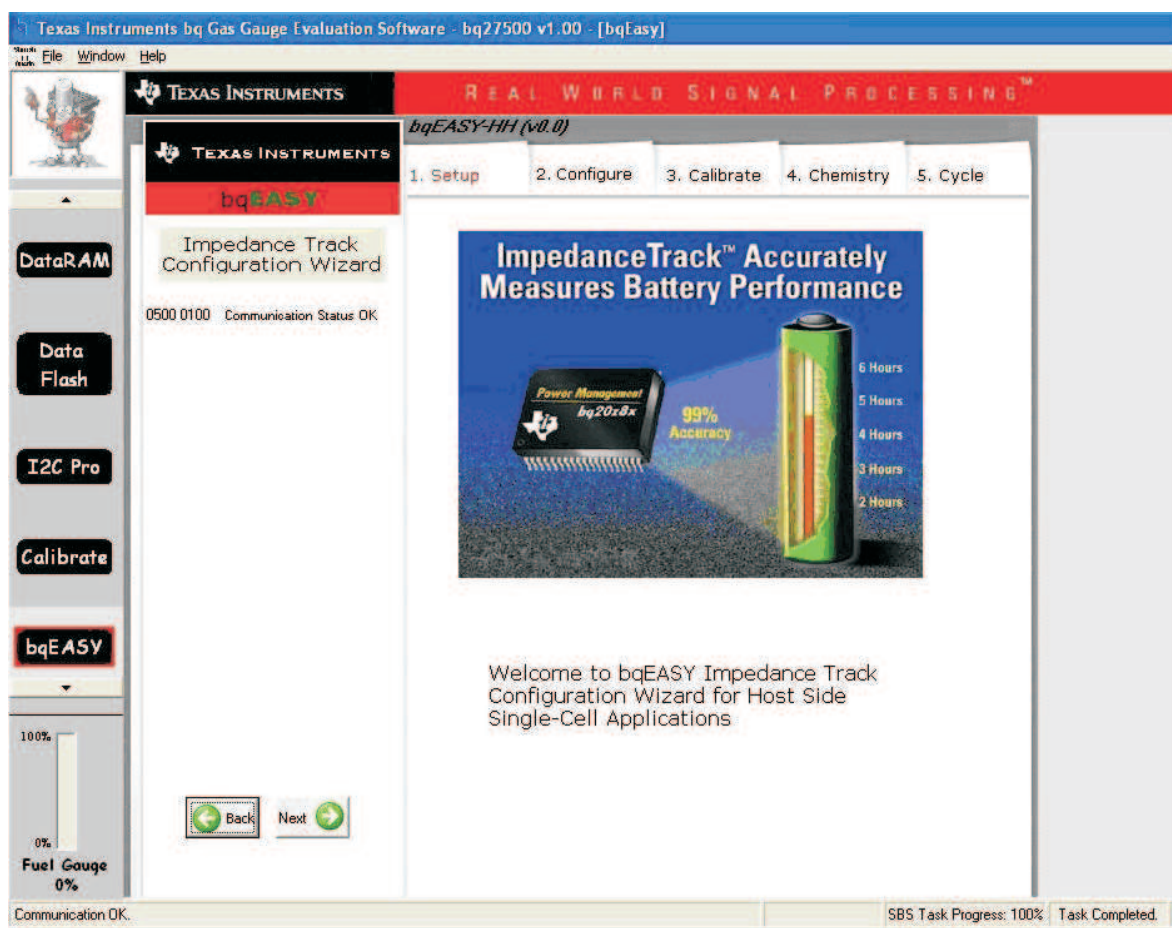 Texas Instruments bq Gas Gauge Evaluation Software - bq27500 v1.00 - [bqEasy]
File Window Help
TEXAS INSTRUMENTS
REAL WORLD SIGNAL PROCESSING™
bqEASY-HH (v0.0)
TEXAS INSTRUMENTS
bqEASY
1. Setup 2. Configure 3. Calibrate 4. Chemistry 5. Cycle
Impedance Track
Configuration Wizard
0500 0100 Communication Status OK
DataRAM
Data
Flash
I2C Pro
Calibrate
bqEASY
100%
0%
Fuel Gauge
0%
ImpedanceTrack™ Accurately
Measures Battery Performance
Power Management
bq20z8x
99%
Accuracy
6 Hours
5 Hours
4 Hours
3 Hours
2 Hours
Welcome to bqEASY Impedance Track
Configuration Wizard for Host Side
Single-Cell Applications
Back Next
Communication OK.
SBS Task Progress: 100% Task Completed.